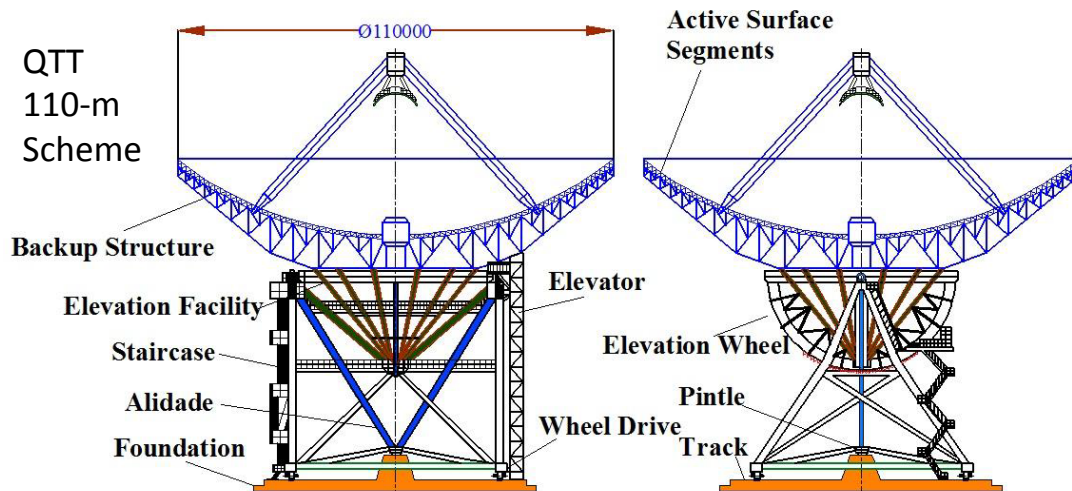 QTT
110-m
Scheme
Ø110000
Active Surface
Segments
Backup Structure
Elevation Facility
Elevator
Staircase
Elevation Wheel
Alidade
Pintle
Wheel Drive
Foundation
Track